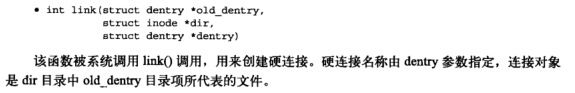 • int link(struct dentry *old_dentry,
struct inode *dir,
struct dentry *dentry)
该函数被系统调用 link() 调用，用来创建硬连接。硬连接名称由 dentry 参数指定，连接对象
是 dir 目录中 old_dentry 目录项所代表的文件。